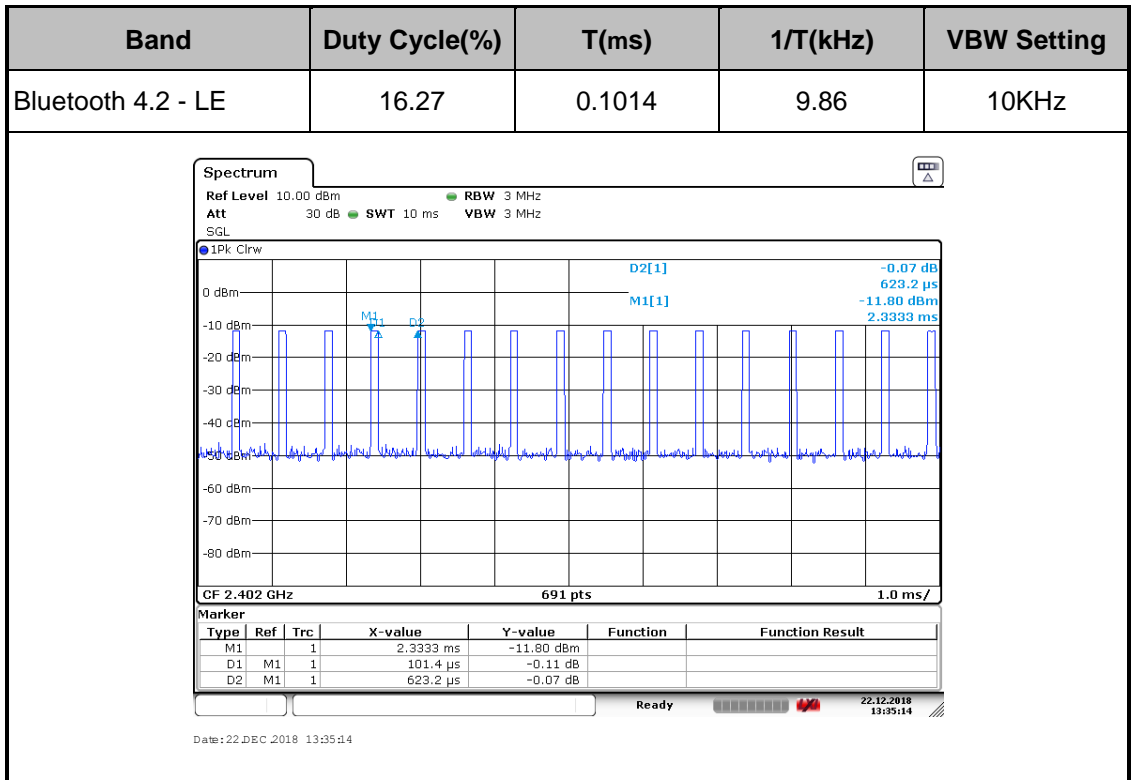 Band Duty Cycle(%) T(ms) 1/T(kHz) VBW Setting
Bluetooth 4.2 - LE 16.27 0.1014 9.86 10KHz
Spectrum
Ref Level 10.00 dBm RBW 3 MHz
Att 30 dB SWT 10 ms VBW 3 MHz
SGL
1Pk Clrw
D2[1] -0.07 dB
623.2 µs
0 dBm
M1[1] -11.80 dBm
2.3333 ms
M1 D1 D2
-10 dBm
-20 dBm
-30 dBm
-40 dBm
-50 dBm
-60 dBm
-70 dBm
-80 dBm
CF 2.402 GHz 691 pts 1.0 ms/
Marker
Type Ref Trc X-value Y-value Function Function Result
M1 1 2.3333 ms -11.80 dBm
D1 M1 1 101.4 µs -0.11 dB
D2 M1 1 623.2 µs -0.07 dB
Ready 22.12.2018
13:35:14
Date: 22.DEC.2018 13:35:14